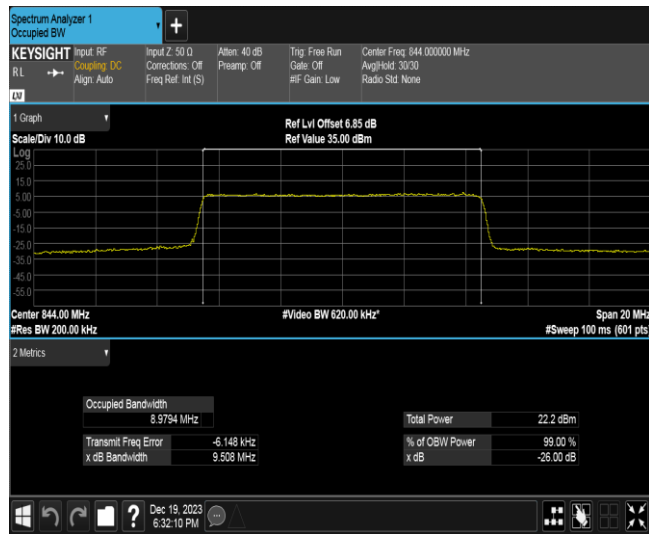 Spectrum Analyzer 1
Occupied BW
+
KEYSIGHT
RL
LXI
Input: RF
Coupling: DC
Align: Auto
Input Z: 50 Ω
Corrections: Off
Freq Ref: Int (S)
Atten: 40 dB
Preamp: Off
Trig: Free Run
Gate: Off
#IF Gain: Low
Center Freq: 844.000000 MHz
Avg|Hold: 30/30
Radio Std: None
1 Graph
Scale/Div 10.0 dB
Ref Lvl Offset 6.85 dB
Ref Value 35.00 dBm
Log
25.0
15.0
5.00
-5.00
-15.0
-25.0
-35.0
-45.0
-55.0
Center 844.00 MHz
#Res BW 200.00 kHz
#Video BW 620.00 kHz*
Span 20 MHz
#Sweep 100 ms (601 pts)
2 Metrics
Occupied Bandwidth
8.9794 MHz
Transmit Freq Error -6.148 kHz
x dB Bandwidth 9.508 MHz
Total Power 22.2 dBm
% of OBW Power 99.00 %
x dB -26.00 dB
?
Dec 19, 2023
6:32:10 PM